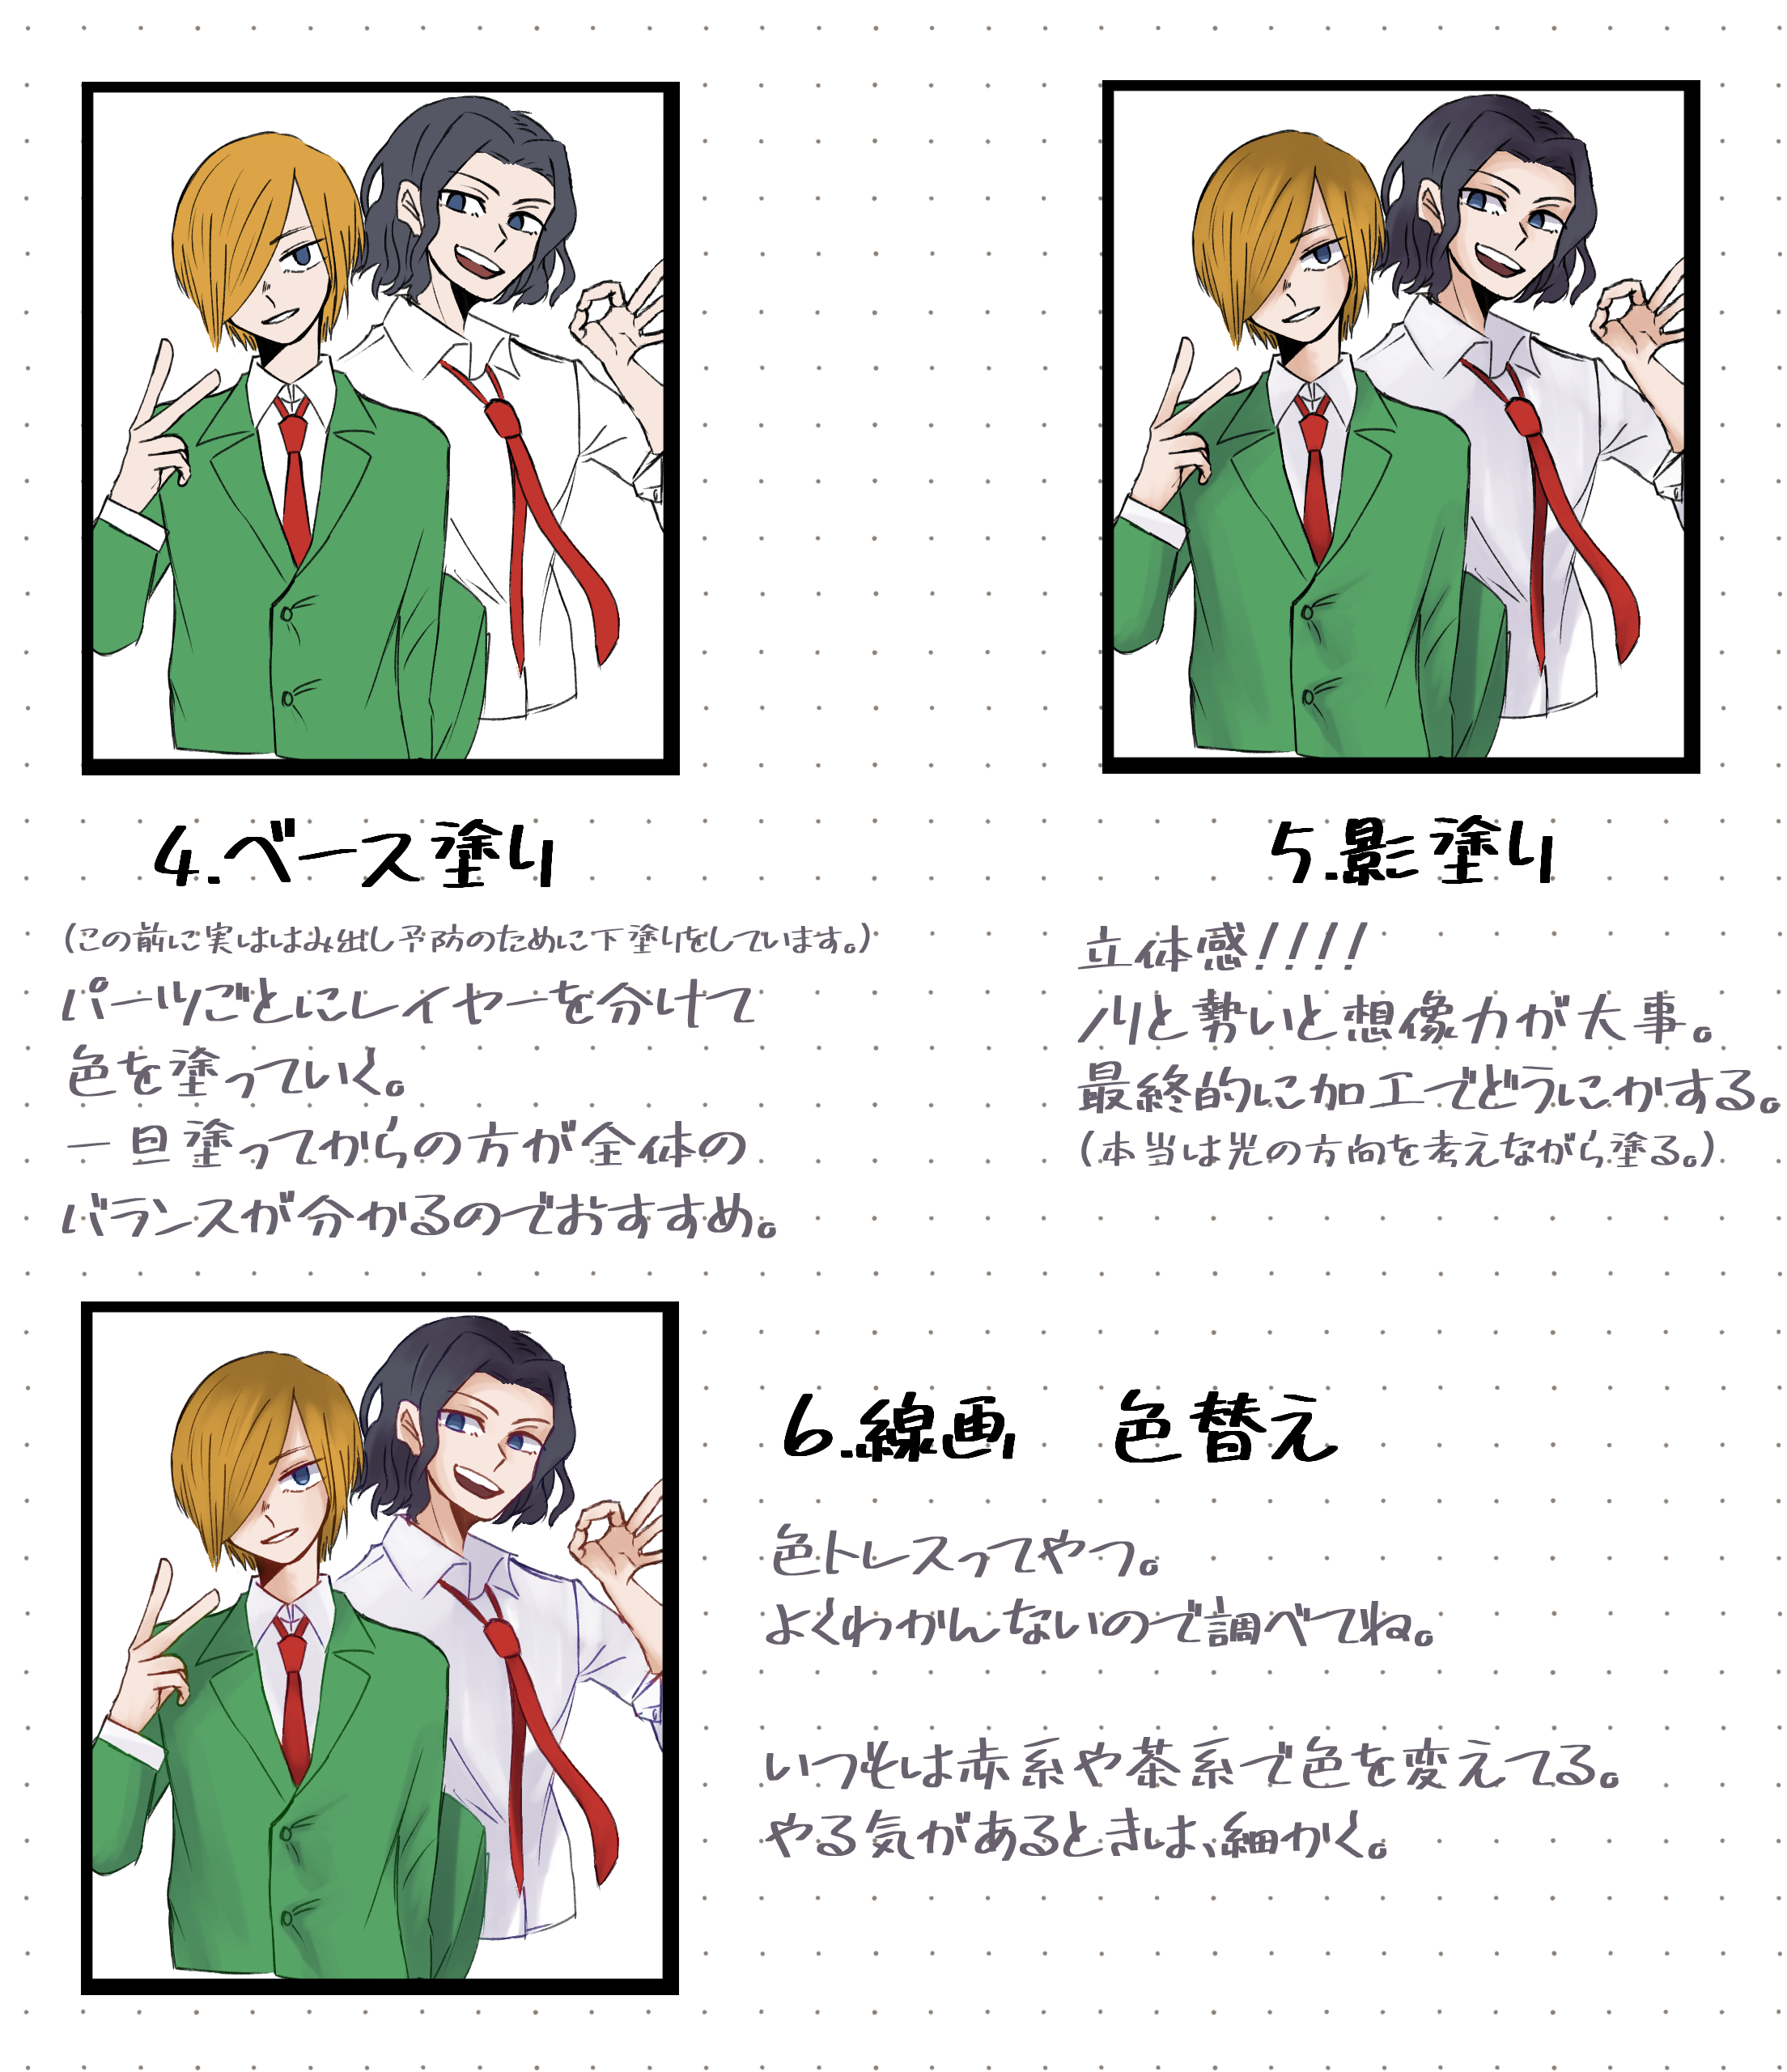 4.ベース塗り
(この前に実ははみ出し予防のために下塗りをしています。)
パーツごとにレイヤーを分けて
色を塗っていく。
一旦塗ってからの方が全体の
バランスが分かるのでおすすめ。
5.影塗り
立体感!!!!
ノリと勢いと想像力が大事。
最終的に加工でどうにかする。
(本当は光の方向を考えながら塗る。)
6.線画　色替え
色トレスってやつ。
よくわかんないので調べてね。
いつもは赤系や茶系で色を変えてる。
やる気があるときは、細かく。